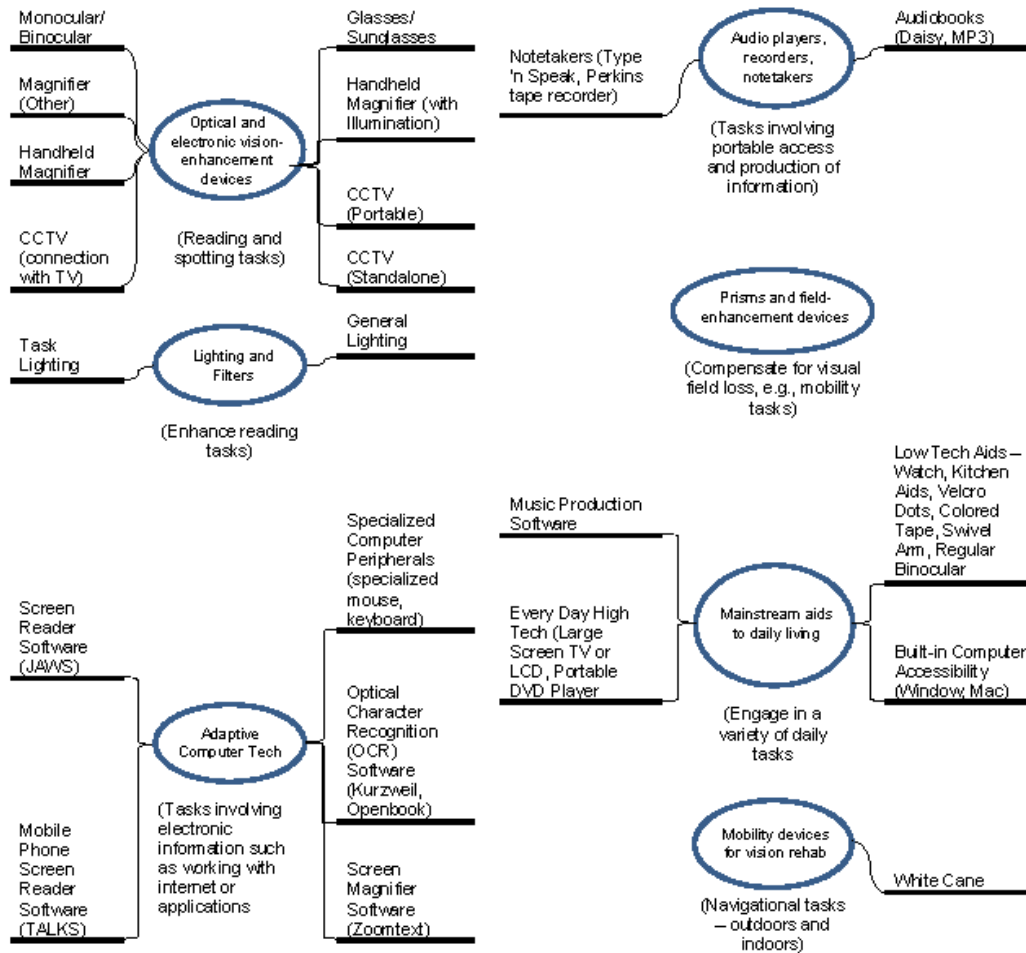 Monocular/
Binocular
Magnifier
(Other)
Handheld
Magnifier
CCTV
(connection
with TV)
Optical and
electronic vision-
enhancement
devices
(Reading and
spotting tasks)
Glasses/
Sunglasses
Handheld
Magnifier (with
Illumination)
CCTV
(Portable)
CCTV
(Standalone)
Task
Lighting
Lighting and
Filters
(Enhance reading
tasks)
General
Lighting
Notetakers (Type
'n Speak, Perkins
tape recorder)
Audio players,
recorders,
notetakers
(Tasks involving
portable access
and production of
information)
Audiobooks
(Daisy, MP3)
Prisms and field-
enhancement devices
(Compensate for visual
field loss, e.g., mobility
tasks)
Screen
Reader
Software
(JAWS)
Mobile
Phone
Screen
Reader
Software
(TALKS)
Adaptive
Computer Tech
(Tasks involving
electronic
information such
as working with
internet or
applications
Specialized
Computer
Peripherals
(specialized
mouse,
keyboard)
Optical
Character
Recognition
(OCR)
Software
(Kurzweil,
Openbook)
Screen
Magnifier
Software
(Zoomtext)
Music Production
Software
Every Day High
Tech (Large
Screen TV or
LCD, Portable
DVD Player
Mainstream aids
to daily living
(Engage in a
variety of daily
tasks
Low Tech Aids –
Watch, Kitchen
Aids, Velcro
Dots, Colored
Tape, Swivel
Arm, Regular
Binocular
Built-in Computer
Accessibility
(Window, Mac)
Mobility devices
for vision rehab
(Navigational tasks
– outdoors and
indoors)
White Cane